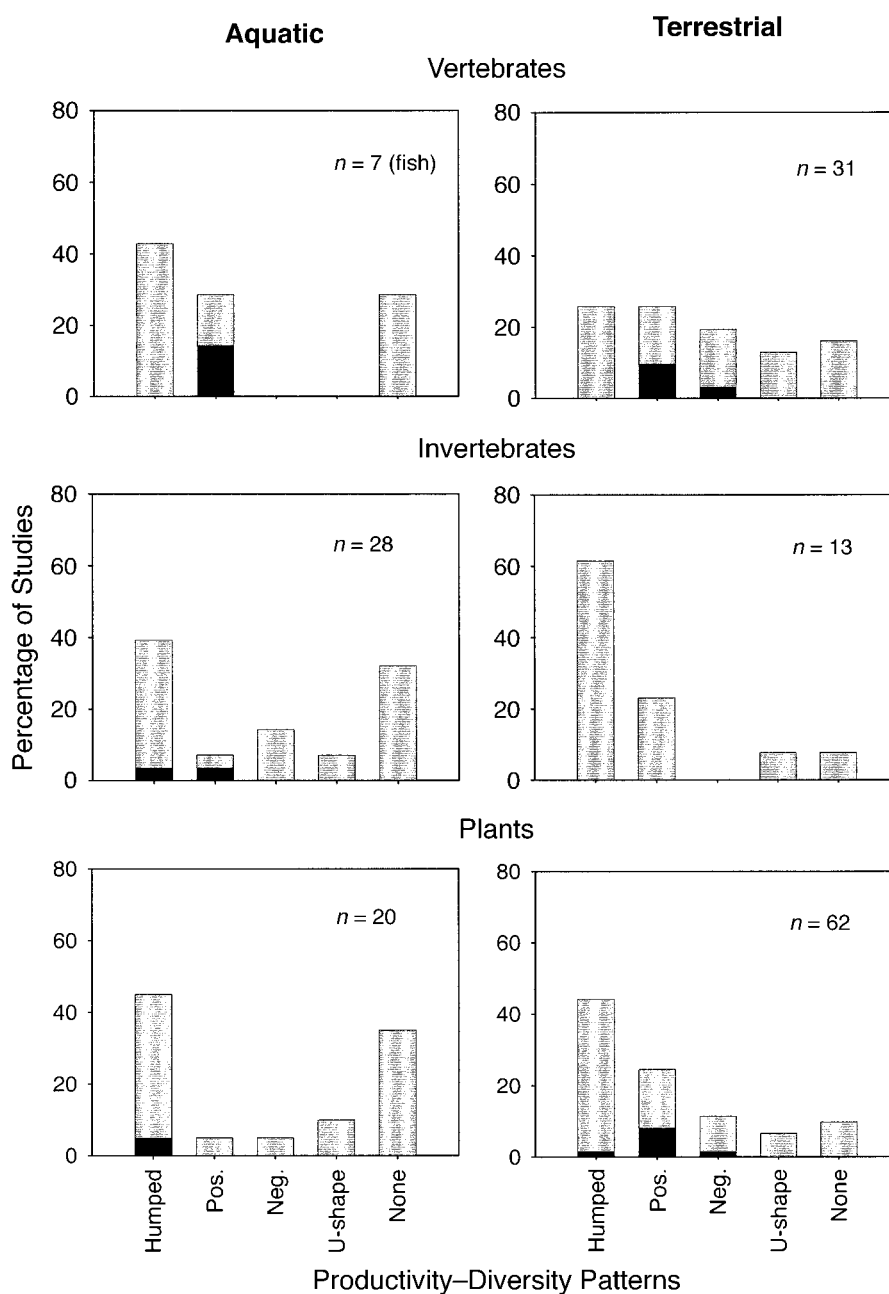 Aquatic
Terrestrial
Vertebrates
80
60
40
20
0
n = 7 (fish)
80
60
40
20
0
n = 31
Invertebrates
Percentage of Studies
80
60
40
20
0
n = 28
80
60
40
20
0
n = 13
Plants
80
60
40
20
0
n = 20
80
60
40
20
0
n = 62
Humped
Pos.
Neg.
U-shape
None
Humped
Pos.
Neg.
U-shape
None
Productivity–Diversity Patterns